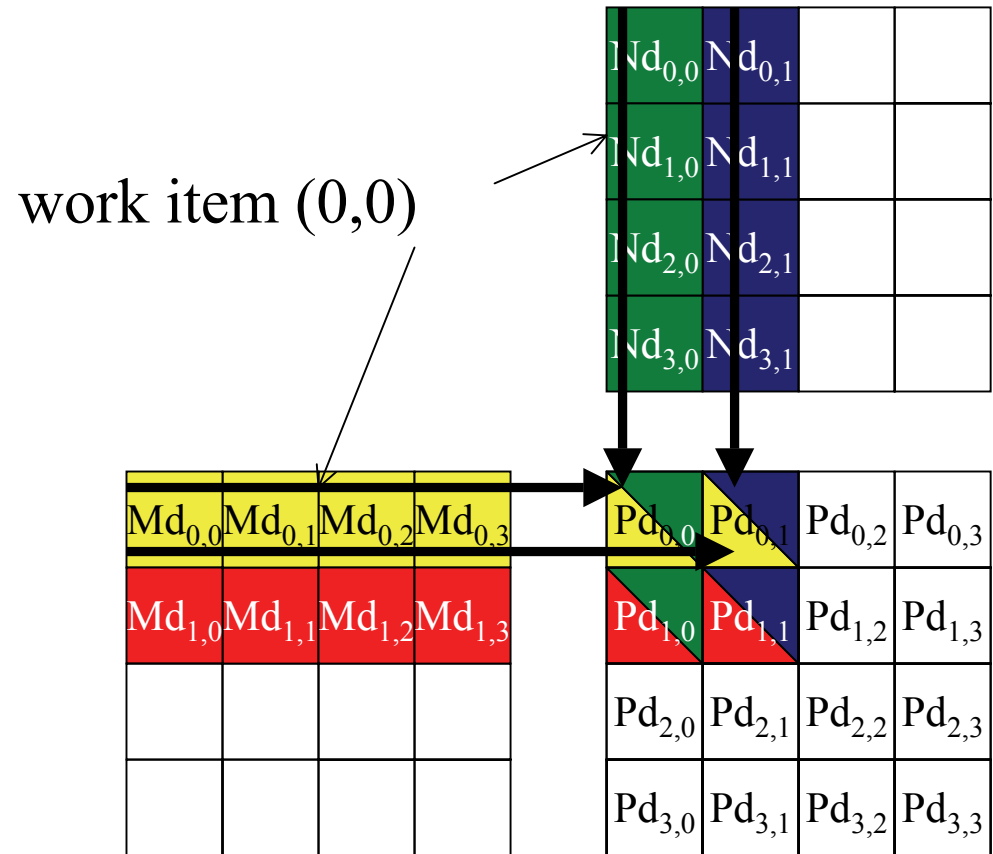 Nd0,0 Nd0,1
Nd1,0 Nd1,1
work item (0,0)
Nd2,0 Nd2,1
Nd3,0 Nd3,1
Md0,0 Md0,1 Md0,2 Md0,3 Pd0,0 Pd0,1 Pd0,2 Pd0,3
Md1,0 Md1,1 Md1,2 Md1,3 Pd1,0 Pd1,1 Pd1,2 Pd1,3
Pd2,0 Pd2,1 Pd2,2 Pd2,3
Pd3,0 Pd3,1 Pd3,2 Pd3,3